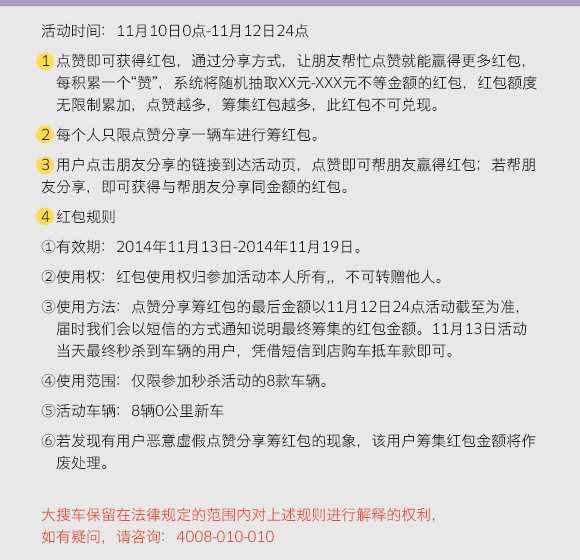 活动时间：11月10日0点-11月12日24点
1 点赞即可获得红包，通过分享方式，让朋友帮忙点赞就能赢得更多红包，
每积累一个“赞”，系统将随机抽取XX元-XXX元不等金额的红包，红包额度
无限制累加，点赞越多，筹集红包越多，此红包不可兑现。
2 每个人只限点赞分享一辆车进行筹红包。
3 用户点击朋友分享的链接到达活动页，点赞即可帮朋友赢得红包；若帮朋
友分享，即可获得与帮朋友分享同金额的红包。
4 红包规则
①有效期：2014年11月13日-2014年11月19日。
②使用权：红包使用权归参加活动本人所有,，不可转赠他人。
③使用方法：点赞分享筹红包的最后金额以11月12日24点活动截至为准，
届时我们会以短信的方式通知说明最终筹集的红包金额。11月13日活动
当天最终秒杀到车辆的用户，凭借短信到店购车抵车款即可。
④使用范围：仅限参加秒杀活动的8款车辆。
⑤活动车辆：8辆0公里新车
⑥若发现有用户恶意虚假点赞分享筹红包的现象，该用户筹集红包金额将作
废处理。
大搜车保留在法律规定的范围内对上述规则进行解释的权利，
如有疑问，请咨询：4008-010-010